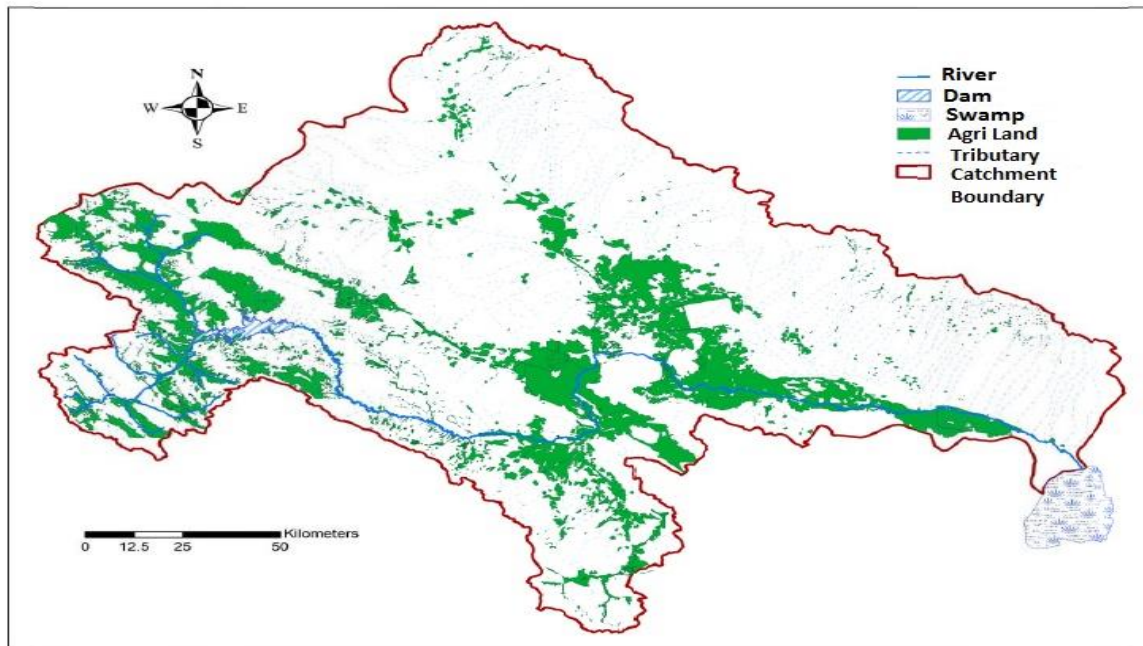 N
W E
S
River
Dam
Swamp
Agri Land
Tributary
Catchment
Boundary
Kilometers
0 12.5 25 50